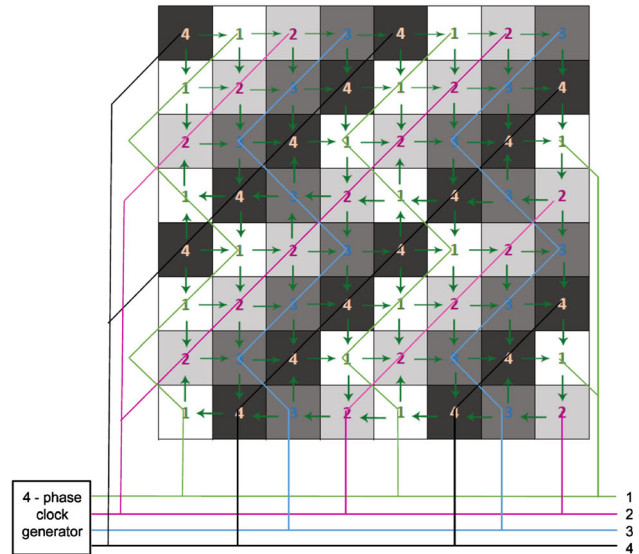 4 1 2 3 4 1 2 3
1 2 3 4 1 2 3 4
2 3 4 1 2 3 4 1
1 4 3 2 1 4 3 2
4 1 2 3 4 1 2 3
1 2 3 4 1 2 3 4
2 3 4 1 2 3 4 1
1 4 3 2 1 4 3 2
4 - phase
clock
generator
1
2
3
4